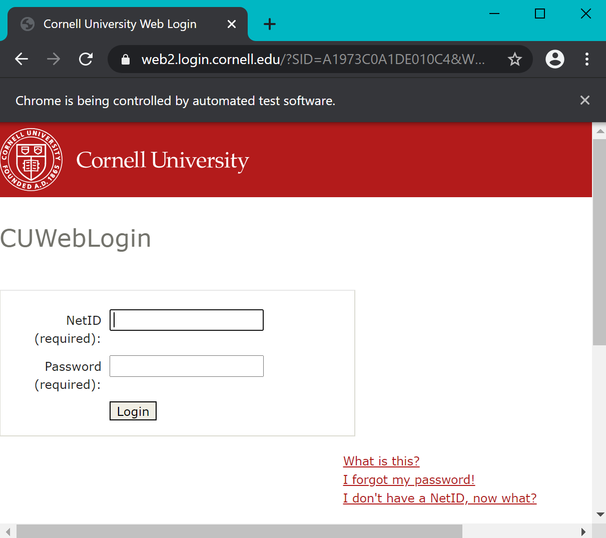 Cornell University Web Login
web2.login.cornell.edu/?SID=A1973C0A1DE010C4&W...
Chrome is being controlled by automated test software.
CORNELL UNIVERSITY
FOUNDED A.D. 1865
Cornell University
CUWebLogin
NetID
(required):
Password
(required):
Login
What is this?
I forgot my password!
I don't have a NetID, now what?